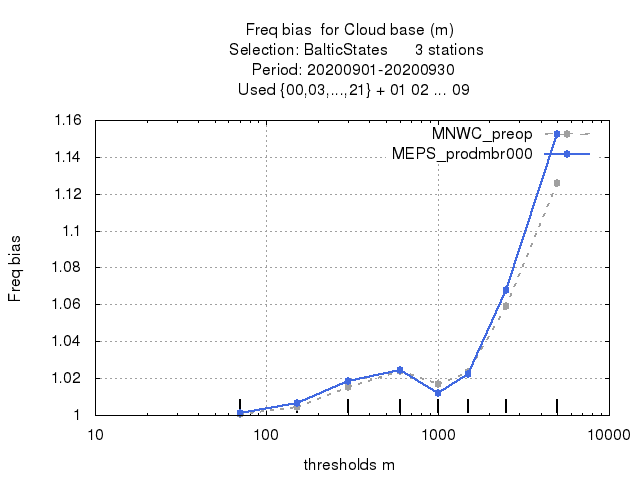 Freq bias  for Cloud base (m)
Selection: BalticStates      3 stations
Period: 20200901-20200930
Used {00,03,...,21} + 01 02 ... 09
MNWC_preop
MEPS_prodmbr000
1.16
1.14
1.12
1.1
1.08
1.06
1.04
1.02
1
Freq bias
10
100
1000
10000
thresholds m